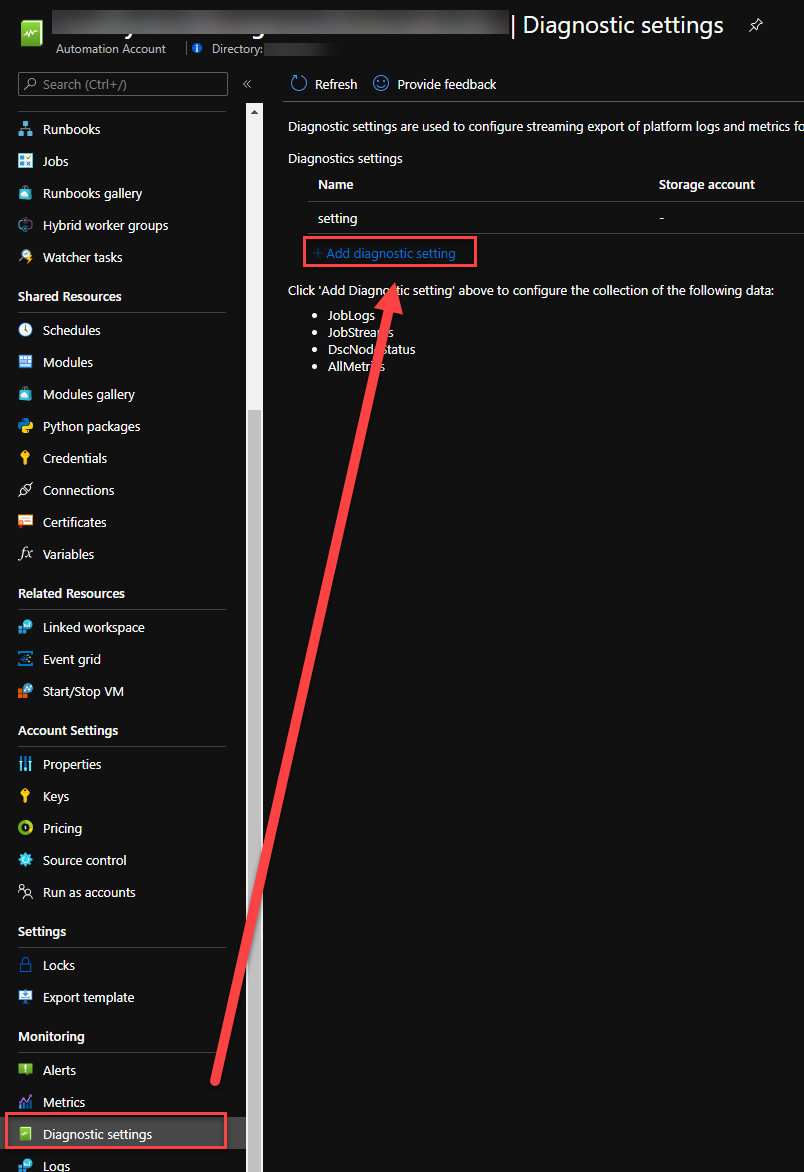 | Diagnostic settings
Automation Account
Directory:
Search (Ctrl+/)
«
Refresh
Provide feedback
Runbooks
Jobs
Runbooks gallery
Hybrid worker groups
Watcher tasks
Shared Resources
Schedules
Modules
Modules gallery
Python packages
Credentials
Connections
Certificates
Variables
Related Resources
Linked workspace
Event grid
Start/Stop VM
Account Settings
Properties
Keys
Pricing
Source control
Run as accounts
Settings
Locks
Export template
Monitoring
Alerts
Metrics
Diagnostic settings
Logs
Diagnostic settings are used to configure streaming export of platform logs and metrics fo
Diagnostics settings
Name Storage account
setting -
+ Add diagnostic setting
Click 'Add Diagnostic setting' above to configure the collection of the following data:
• JobLogs
• JobStreams
• DscNodeStatus
• AllMetrics